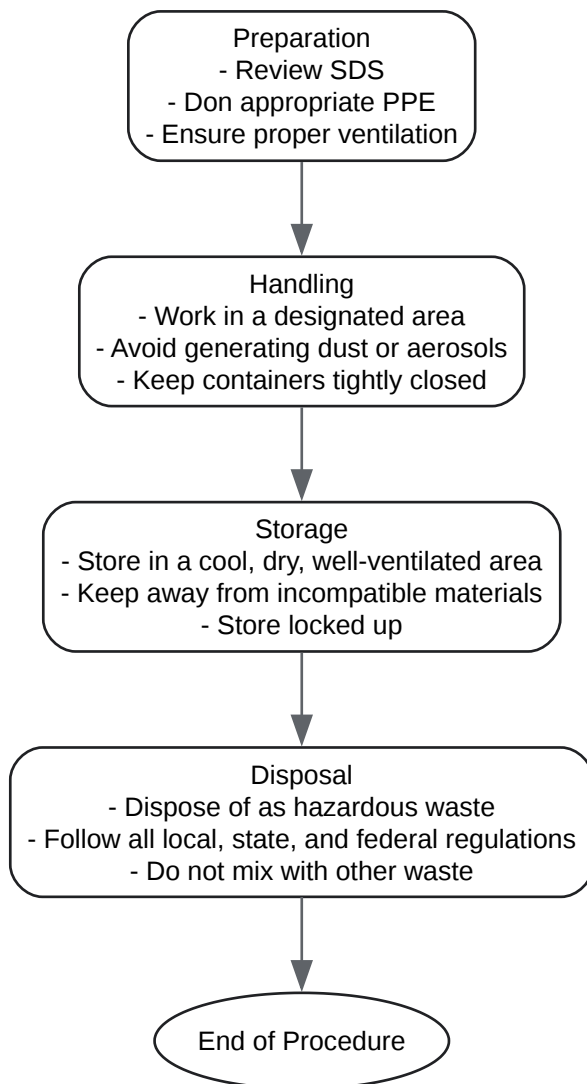 Preparation
- Review SDS
- Don appropriate PPE
- Ensure proper ventilation
Handling
- Work in a designated area
- Avoid generating dust or aerosols
- Keep containers tightly closed
Storage
- Store in a cool, dry, well-ventilated area
- Keep away from incompatible materials
- Store locked up
Disposal
- Dispose of as hazardous waste
- Follow all local, state, and federal regulations
- Do not mix with other waste
End of Procedure